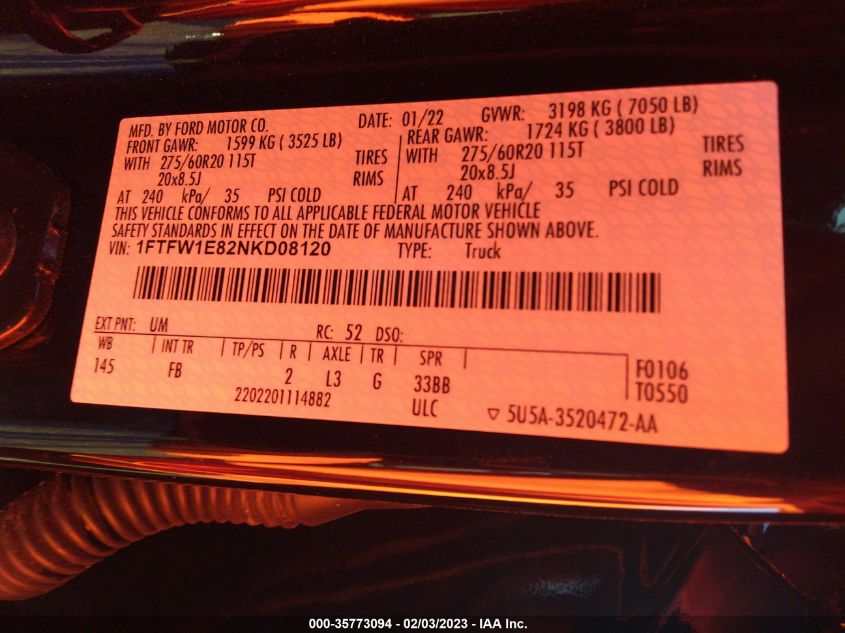 MFD. BY FORD MOTOR CO. DATE: 01/22 GVWR: 3198 KG ( 7050 LB)
FRONT GAWR: 1599 KG ( 3525 LB) REAR GAWR: 1724 KG ( 3800 LB)
WITH 275/60R20 115T TIRES WITH 275/60R20 115T TIRES
20x8.5J RIMS 20x8.5J RIMS
AT 240 kPa/ 35 PSI COLD AT 240 kPa/ 35 PSI COLD
THIS VEHICLE CONFORMS TO ALL APPLICABLE FEDERAL MOTOR VEHICLE
SAFETY STANDARDS IN EFFECT ON THE DATE OF MANUFACTURE SHOWN ABOVE.
VIN: 1FTFW1E82NKD08120 TYPE: Truck
EXT PNT: UM RC: 52 DSO:
WB INT TR TP/PS R AXLE TR SPR
145 FB 2 L3 G 33BB F0106
2202201114882 ULC T0550
▽ 5U5A-3520472-AA
000-35773094 - 02/03/2023 - IAA Inc.